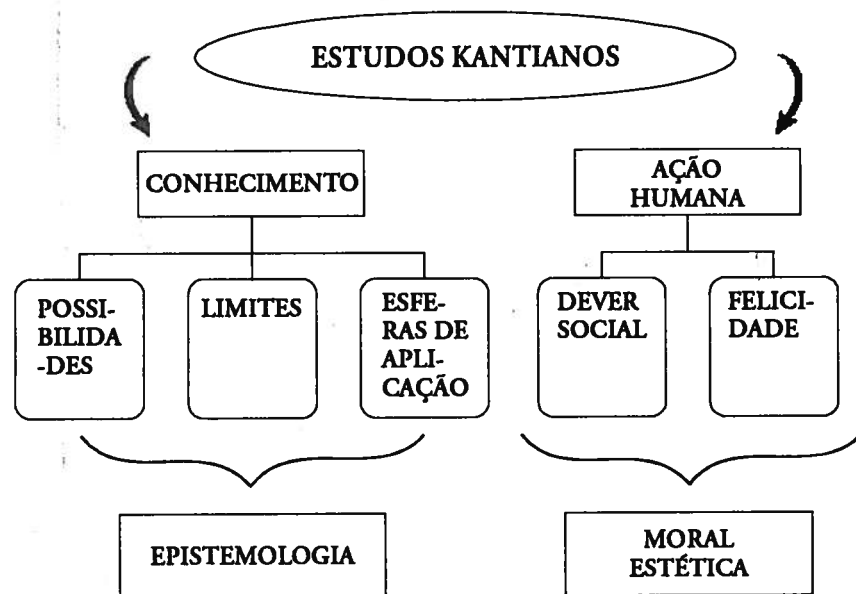 ESTUDOS KANTIANOS
CONHECIMENTO
AÇÃO
HUMANA
POSSI-
BILIDA
-DES
LIMITES
ESFE-
RAS DE
APLI-
CAÇÃO
DEVER
SOCIAL
FELICI-
DADE
EPISTEMOLOGIA
MORAL
ESTÉTICA